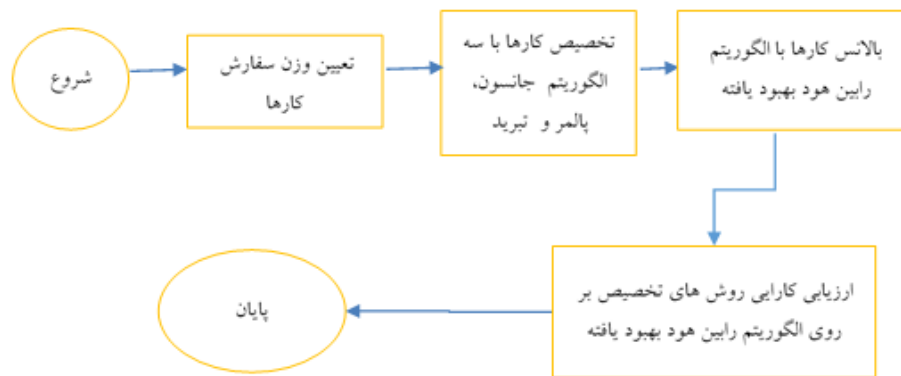 شروع
تعیین وزن سفارش
کارها
تخصیص کارها با سه
الگوریتم جانسون،
پالمر و تبرید
بالانس کارها با الگوریتم
رابین هود بهبود یافته
ارزیابی کارایی روش های تخصیص بر
روی الگوریتم رابین هود بهبود یافته
پایان